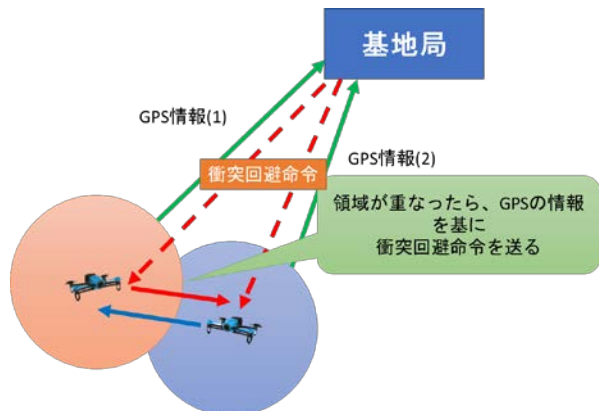 基地局
GPS情報(1)
GPS情報(2)
衝突回避命令
領域が重なったら、GPSの情報
を基に
衝突回避命令を送る